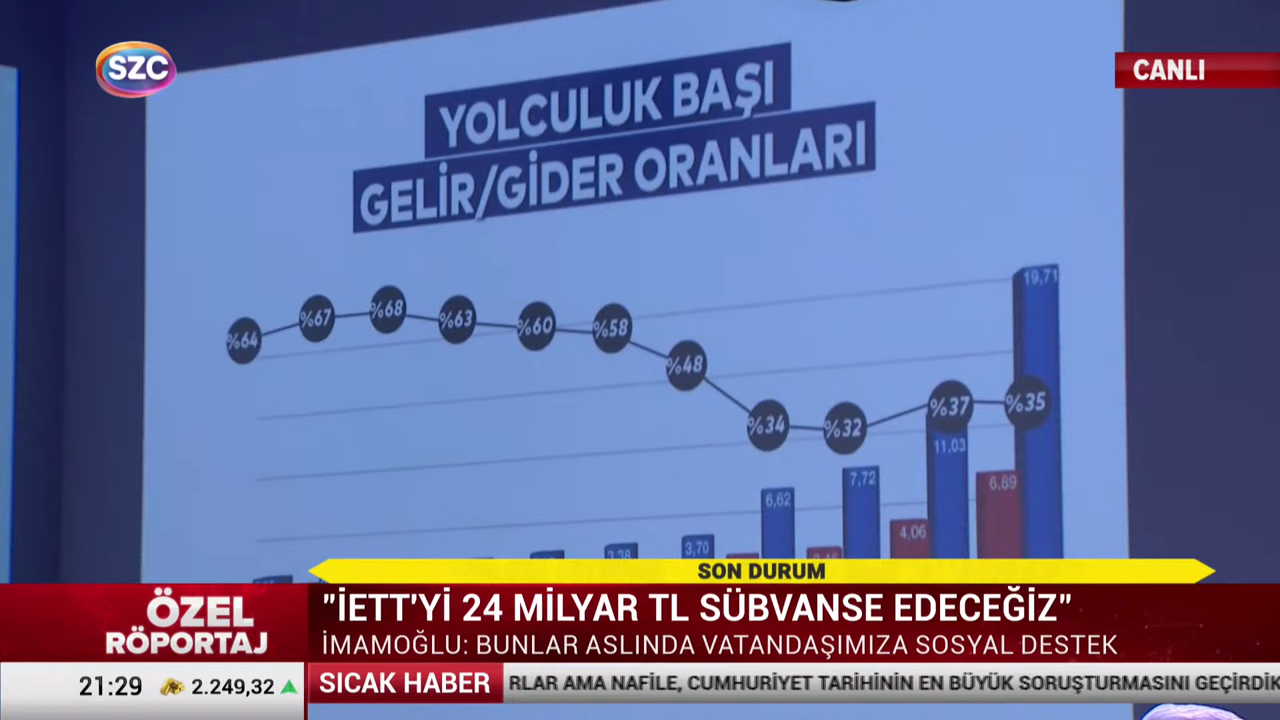 SZC
CANLI
YOLCULUK BAŞI
GELİR/GİDER ORANLARI
%64
%67
%68
%63
%60
%58
%48
%34
%32
%37
%35
19,71
11,03
6,69
7,72
6,62
4,06
3,70
SON DURUM
ÖZEL
RÖPORTAJ
"İETT'Yİ 24 MİLYAR TL SÜBVANSE EDECEĞİZ"
İMAMOĞLU: BUNLAR ASLINDA VATANDAŞIMIZA SOSYAL DESTEK
21:29 2.249,32
SICAK HABER
RLAR AMA NAFİLE, CUMHURİYET TARİHİNİN EN BÜYÜK SORUŞTURMASINI GEÇİRDİK